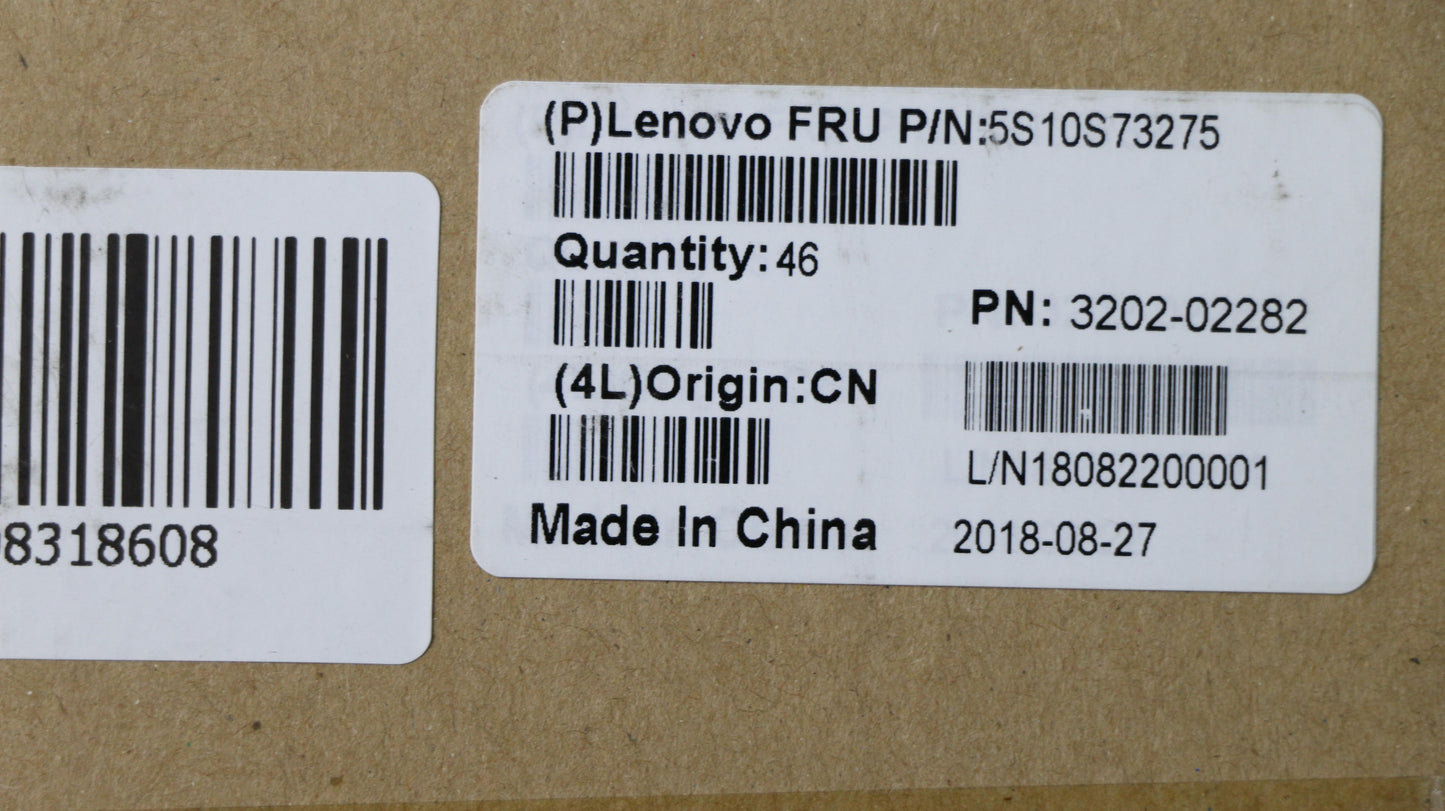 (P)Lenovo FRU P/N:5S10S73275
Quantity: 46
PN: 3202-02282
(4L)Origin:CN
L/N18082200001
Made In China
2018-08-27
8318608